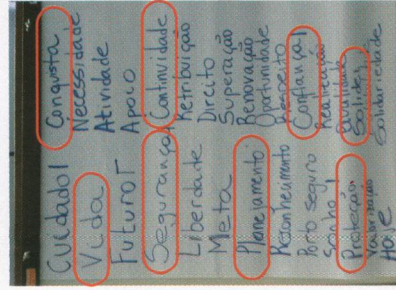 Cuidado!
Vida
Futuro!
Segurança!
Liberdade
Meta
Planejamento
Reconhecimento
Porto Seguro
Sonho!
Proteção
Valorização
Hoje
Conquista
Necessidade
Atividade
Apoio
Continuidade
Retribuição
Direito
Superação
Renovação
Oportunidade
Respeito
Confiança!
Realização
Solidez
Solidariedade